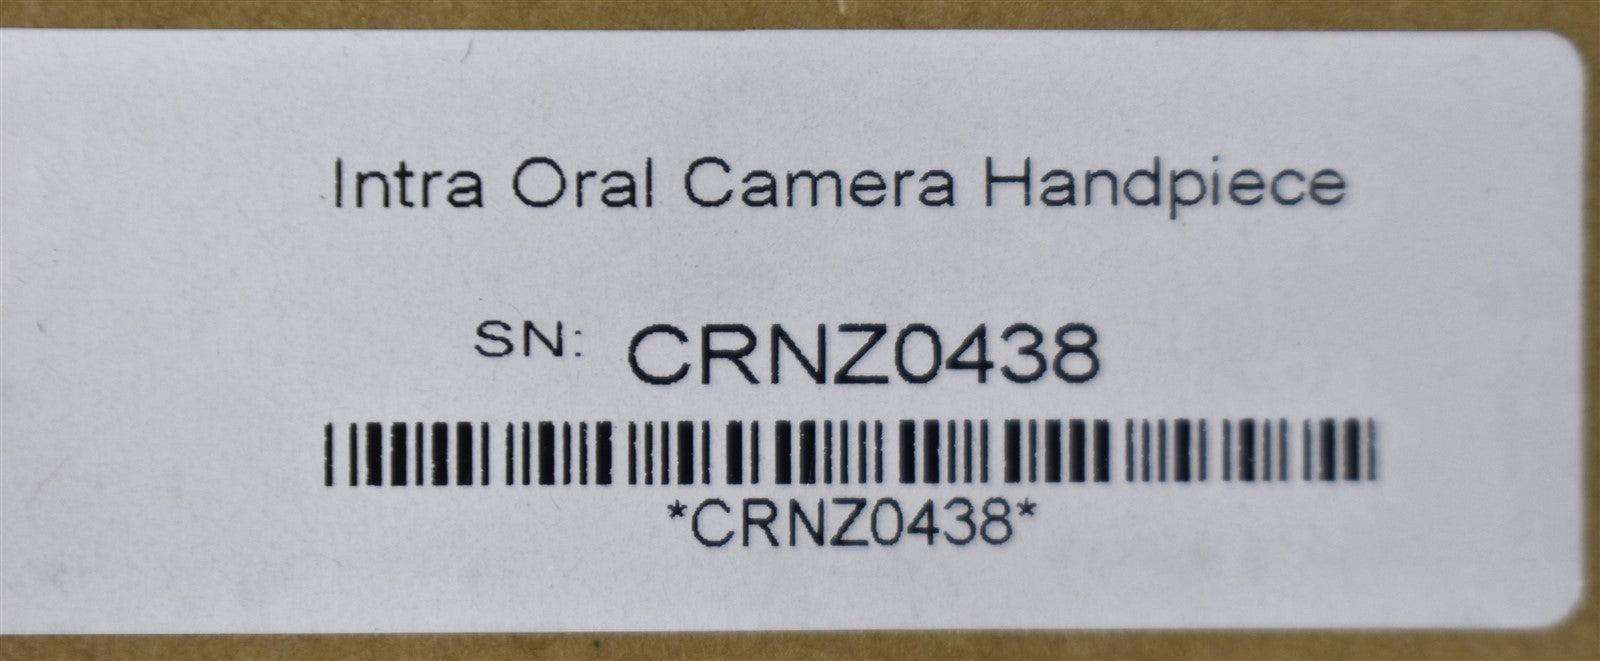 Intra Oral Camera Handpiece
SN: CRNZ0438
*CRNZ0438*